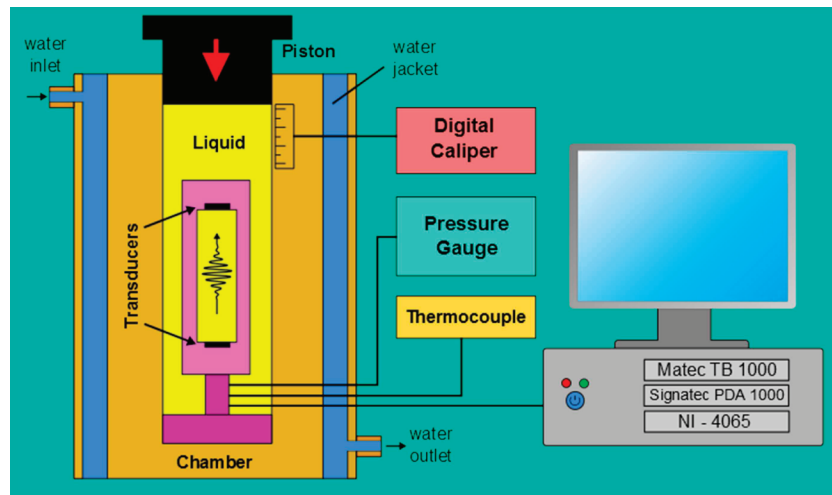 water
inlet
Piston
water
jacket
Liquid
Digital
Caliper
Pressure
Gauge
Transducers
Thermocouple
Matec TB 1000
Signatec PDA 1000
NI - 4065
water
outlet
Chamber